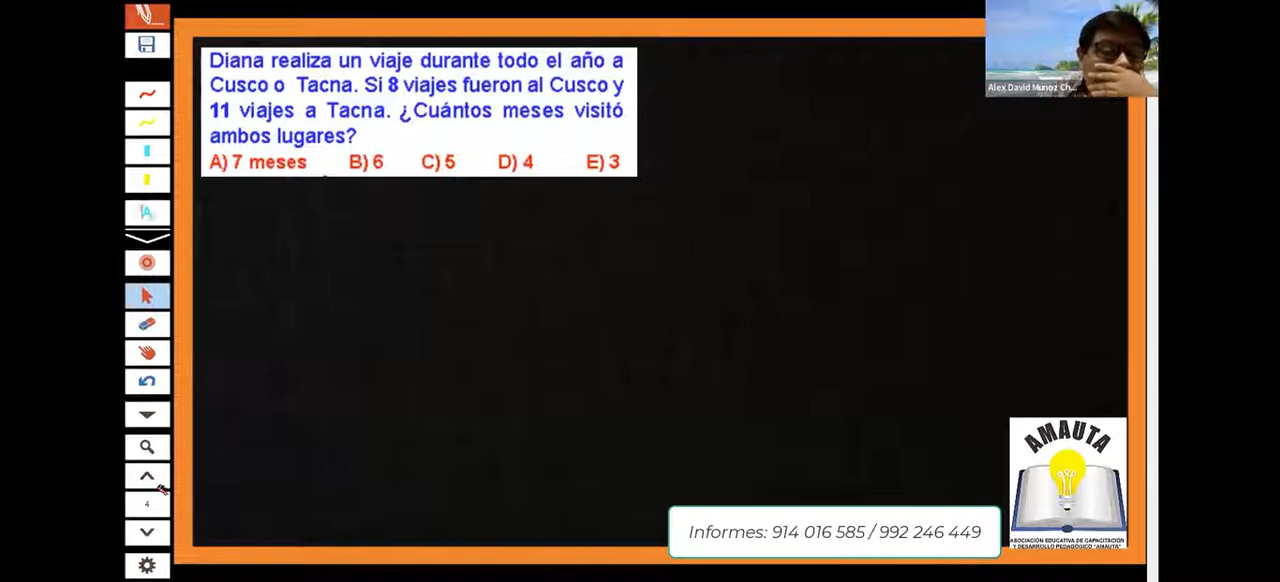 Diana realiza un viaje durante todo el año a
Cusco o Tacna. Si 8 viajes fueron al Cusco y
11 viajes a Tacna. ¿Cuántos meses visitó
ambos lugares?
A) 7 meses B) 6 C) 5 D) 4 E) 3
Alex David Munoz Ch...
A
4
AMAUTA
ASOCIACIÓN EDUCATIVA DE CAPACITACIÓN
Y DESARROLLO PEDAGÓGICO "AMAUTA"
Informes: 914 016 585 / 992 246 449